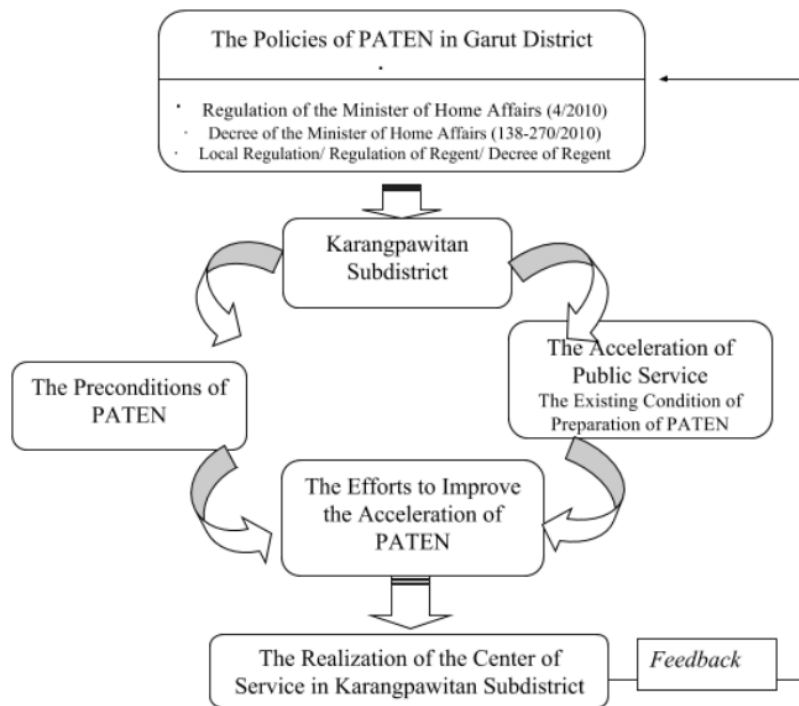 The Policies of PATEN in Garut District
Regulation of the Minister of Home Affairs (4/2010)
Decree of the Minister of Home Affairs (138-270/2010)
Local Regulation/ Regulation of Regent/ Decree of Regent
Karangpawitan
Subdistrict
The Preconditions of
PATEN
The Acceleration of
Public Service
The Existing Condition of
Preparation of PATEN
The Efforts to Improve
the Acceleration of
PATEN
The Realization of the Center of
Service in Karangpawitan Subdistrict
Feedback